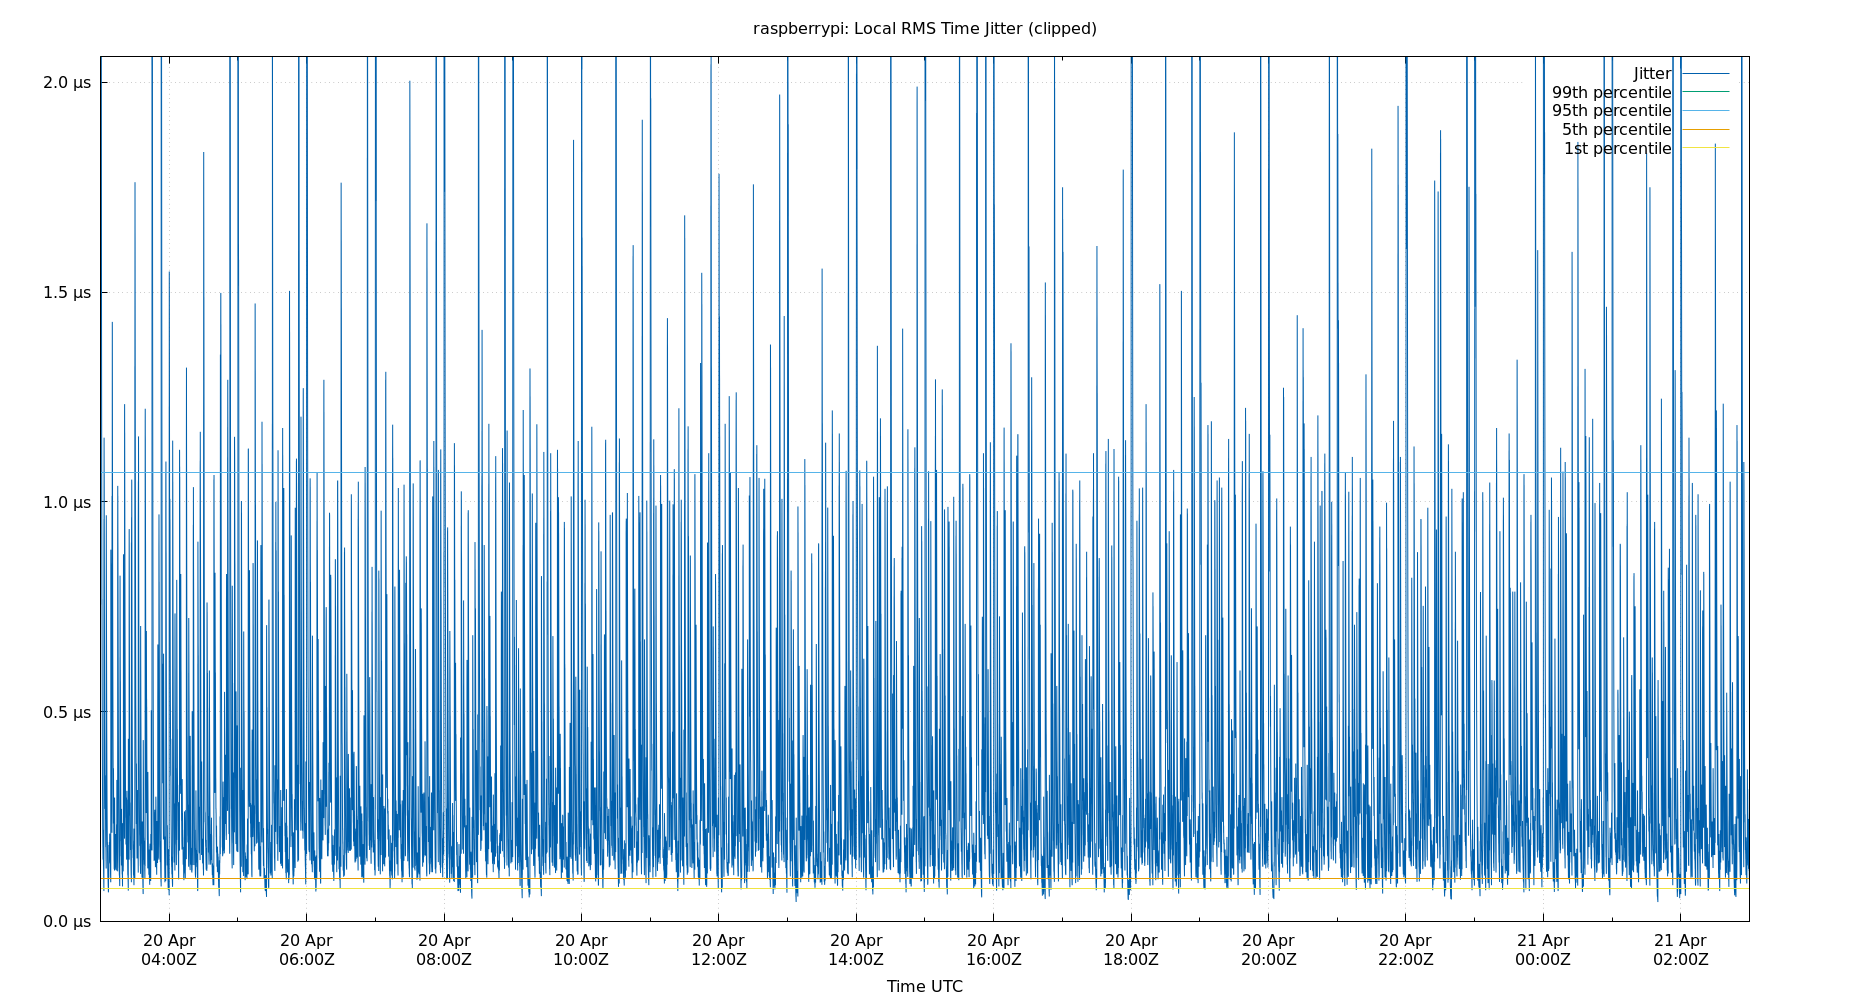 raspberrypi: Local RMS Time Jitter (clipped)
2.0 µs
1.5 µs
1.0 µs
0.5 µs
0.0 µs
Jitter
99th percentile
95th percentile
5th percentile
1st percentile
20 Apr 20 Apr 20 Apr 20 Apr 20 Apr 20 Apr 20 Apr 20 Apr 20 Apr 20 Apr 21 Apr 21 Apr
04:00Z 06:00Z 08:00Z 10:00Z 12:00Z 14:00Z 16:00Z 18:00Z 20:00Z 22:00Z 00:00Z 02:00Z
Time UTC